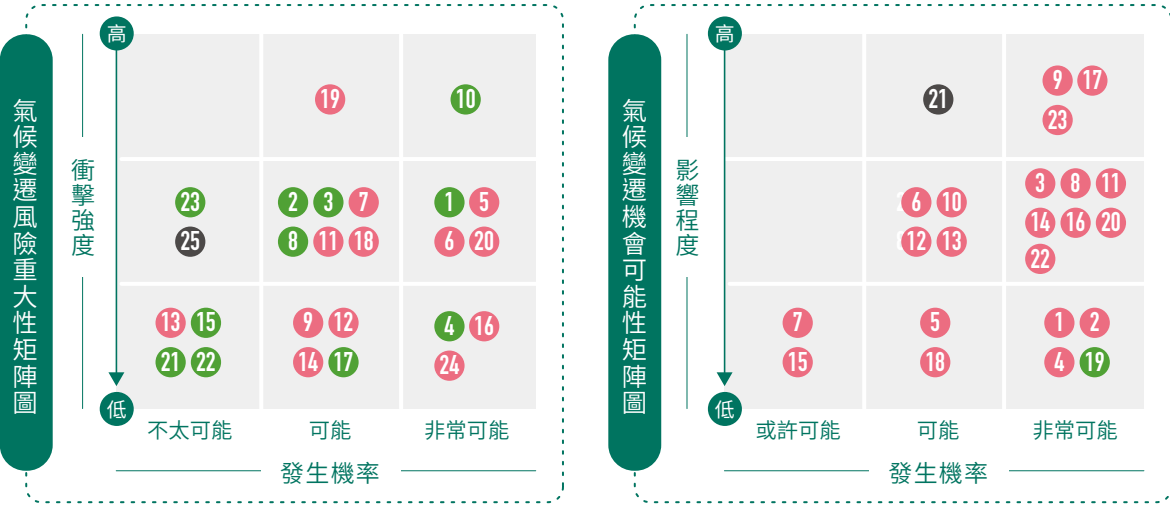 氣候變遷風險重大性矩陣圖
衝擊強度
高
低
19
10
23
25
2 3 7
8 11 18
1 5
6 20
13 15
21 22
9 12
14 17
4 16
24
不太可能
可能
非常可能
發生機率
氣候變遷機會可能性矩陣圖
影響程度
高
低
21
9 17
23
6 10
12 13
3 8 11
14 16 20
22
7
15
5
18
1 2
4 19
或許可能
可能
非常可能
發生機率